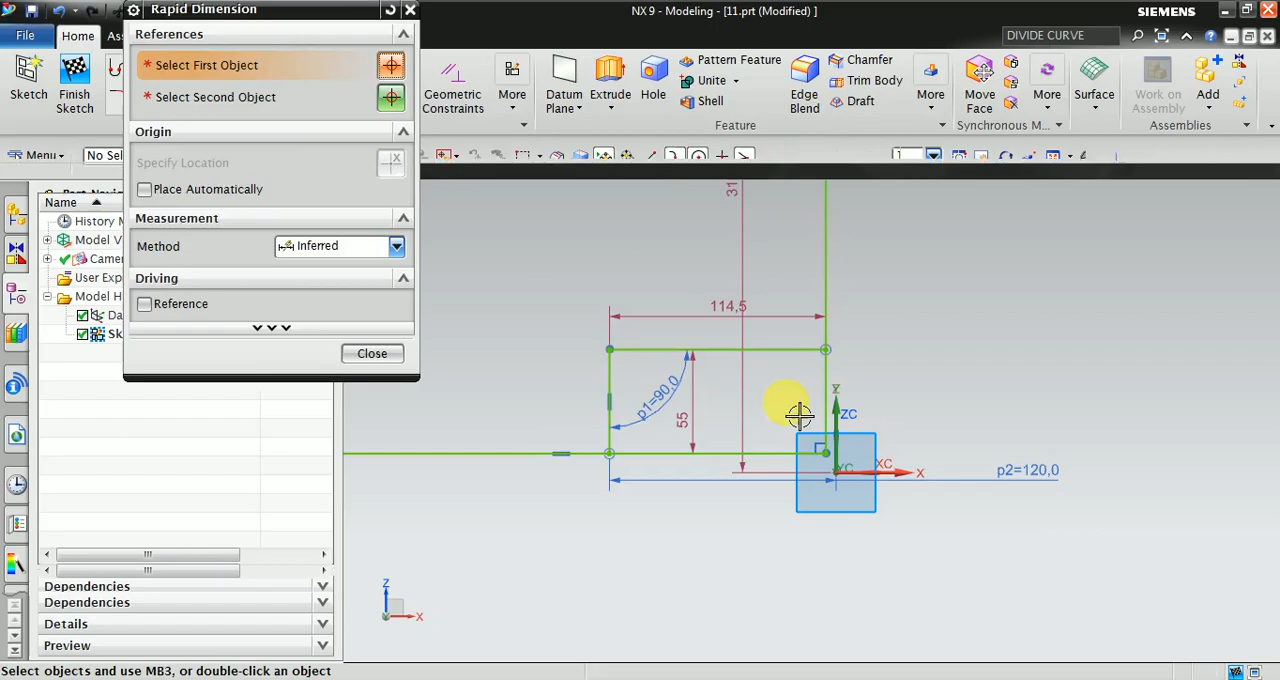 Rapid Dimension
NX 9 - Modeling - [11.prt (Modified) ]
SIEMENS
File
Home
References
DIVIDE CURVE
* Select First Object
* Select Second Object
Sketch
Finish
Sketch
Geometric
Constraints
More
Datum
Plane
Extrude
Hole
Pattern Feature
Unite
Shell
Edge
Blend
Chamfer
Trim Body
Draft
More
Move
Face
More
Surface
Work on
Assembly
Add
Feature
Synchronous M...
Assemblies
Origin
Menu
No Sel
1
Specify Location
Place Automatically
Measurement
Method
Inferred
Driving
Reference
Close
Name
History M
Model V
Camer
User Exp
Model H
Da
Sk
31
114,5
p1=90,0
55
Z
ZC
YC
XC
X
p2=120,0
Z
Y
X
Dependencies
Dependencies
Details
Preview
Select objects and use MB3, or double-click an object